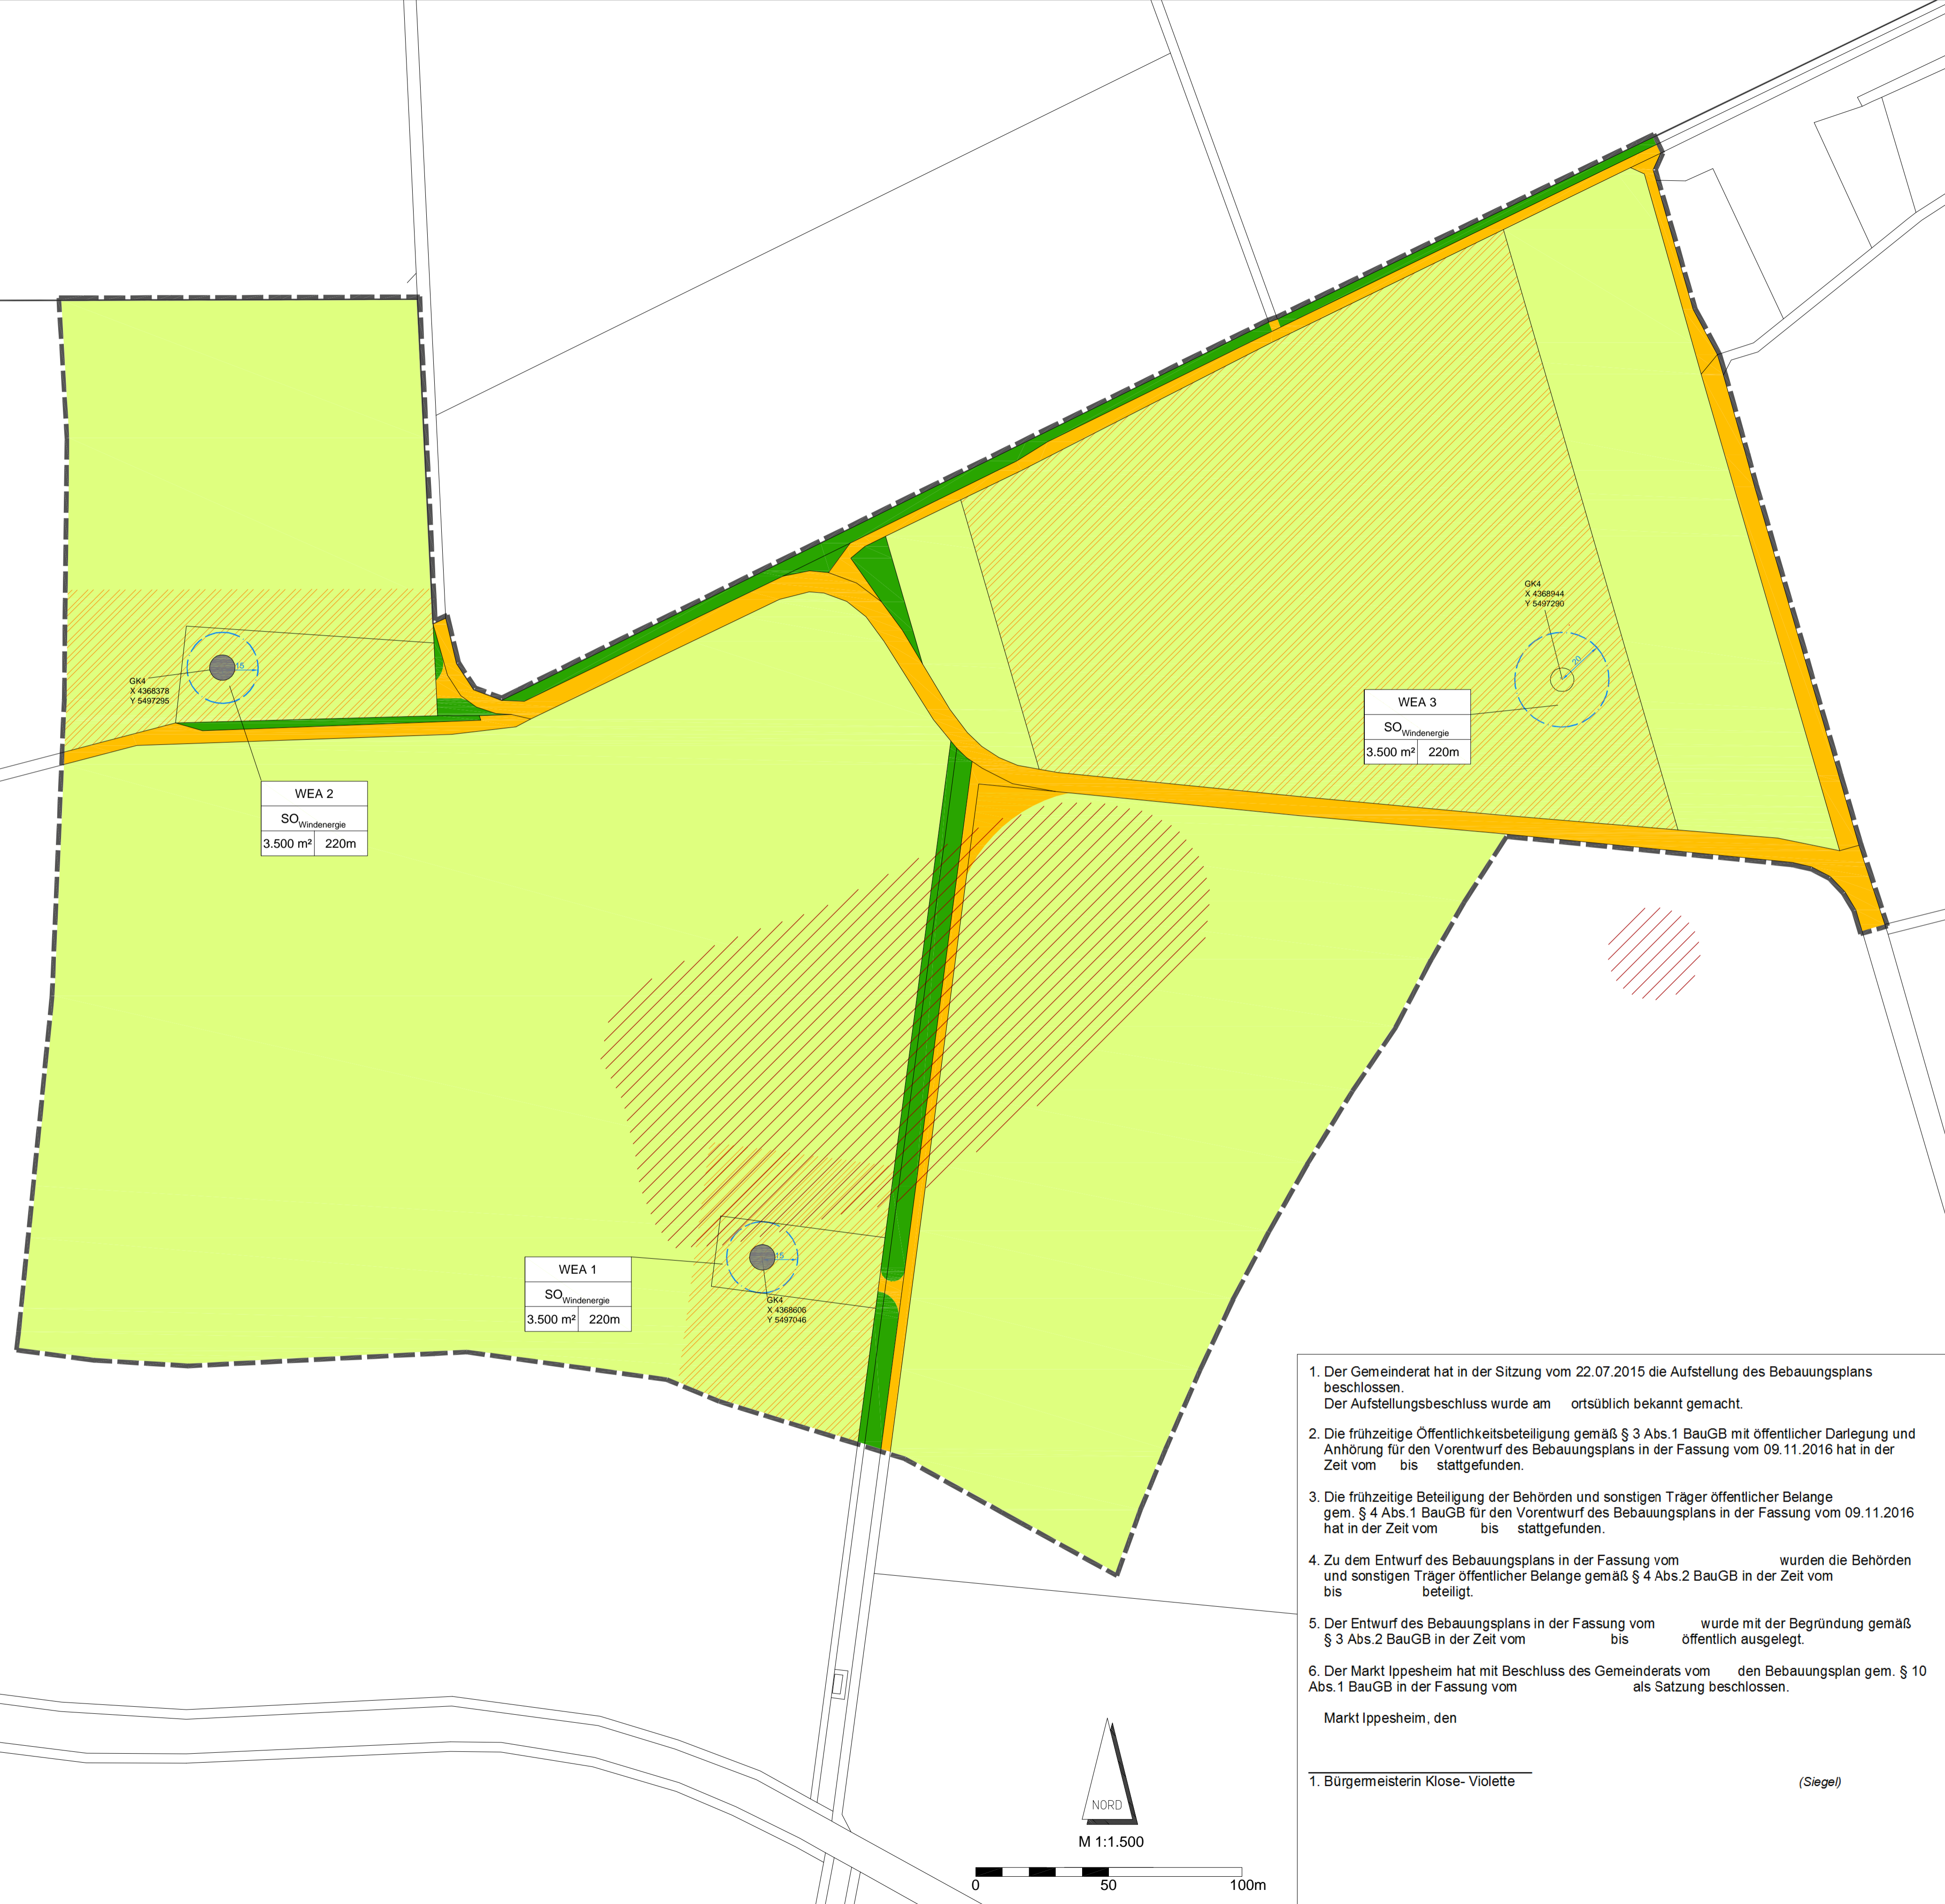 GK4
X 4368944
Y 5497290
20
WEA 3
SO Windenergie
3.500 m² 220m
15
GK4
X 4368378
Y 5497295
WEA 2
SO Windenergie
3.500 m² 220m
15
WEA 1
SO Windenergie
3.500 m² 220m
GK4
X 4368606
Y 5497046
1. Der Gemeinderat hat in der Sitzung vom 22.07.2015 die Aufstellung des Bebauungsplans
beschlossen.
Der Aufstellungsbeschluss wurde am ortsüblich bekannt gemacht.
2. Die frühzeitige Öffentlichkeitsbeteiligung gemäß § 3 Abs.1 BauGB mit öffentlicher Darlegung und
Anhörung für den Vorentwurf des Bebauungsplans in der Fassung vom 09.11.2016 hat in der
Zeit vom bis stattgefunden.
3. Die frühzeitige Beteiligung der Behörden und sonstigen Träger öffentlicher Belange
gem. § 4 Abs.1 BauGB für den Vorentwurf des Bebauungsplans in der Fassung vom 09.11.2016
hat in der Zeit vom bis stattgefunden.
4. Zu dem Entwurf des Bebauungsplans in der Fassung vom wurden die Behörden
und sonstigen Träger öffentlicher Belange gemäß § 4 Abs.2 BauGB in der Zeit vom
bis beteiligt.
5. Der Entwurf des Bebauungsplans in der Fassung vom wurde mit der Begründung gemäß
§ 3 Abs.2 BauGB in der Zeit vom bis öffentlich ausgelegt.
6. Der Markt Ippesheim hat mit Beschluss des Gemeinderats vom den Bebauungsplan gem. § 10
Abs.1 BauGB in der Fassung vom als Satzung beschlossen.
Markt Ippesheim, den
1. Bürgermeisterin Klose- Violette (Siegel)
NORD
M 1:1.500
0 50 100m